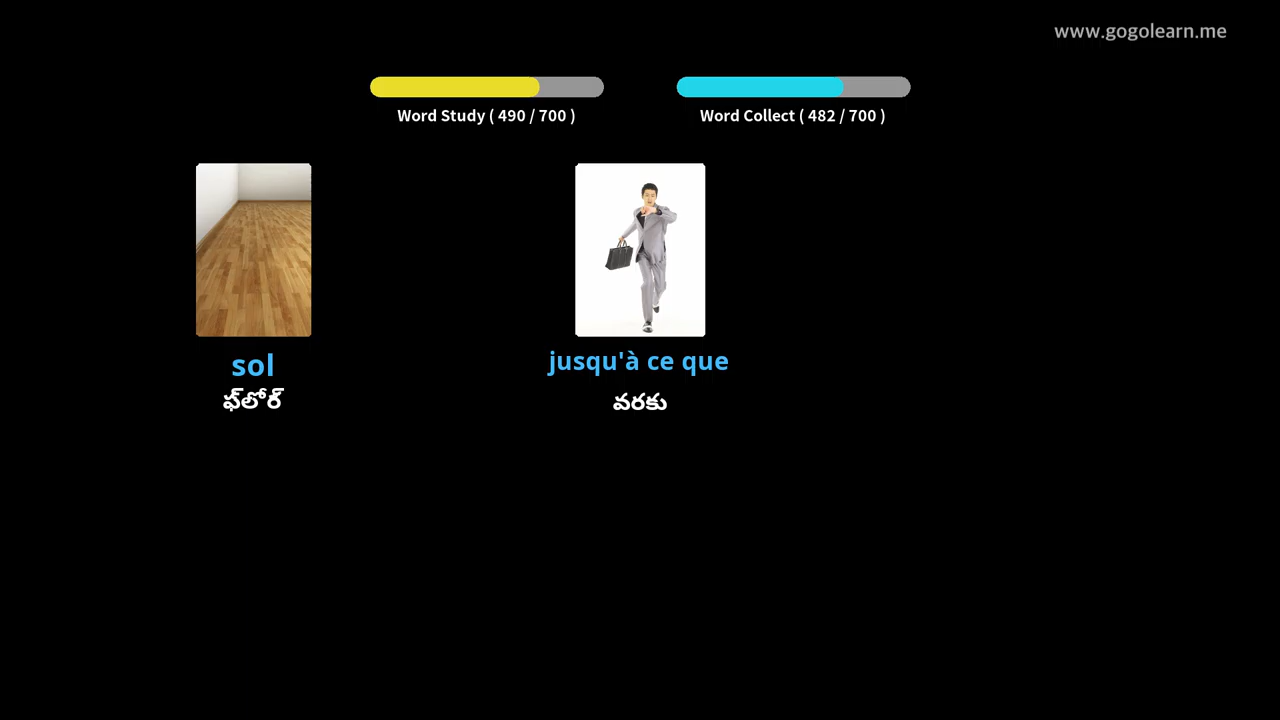 www.gogolearn.me
Word Study ( 490 / 700 )
Word Collect ( 482 / 700 )
sol
ఫ్‌లోర్
jusqu'à ce que
వరకు